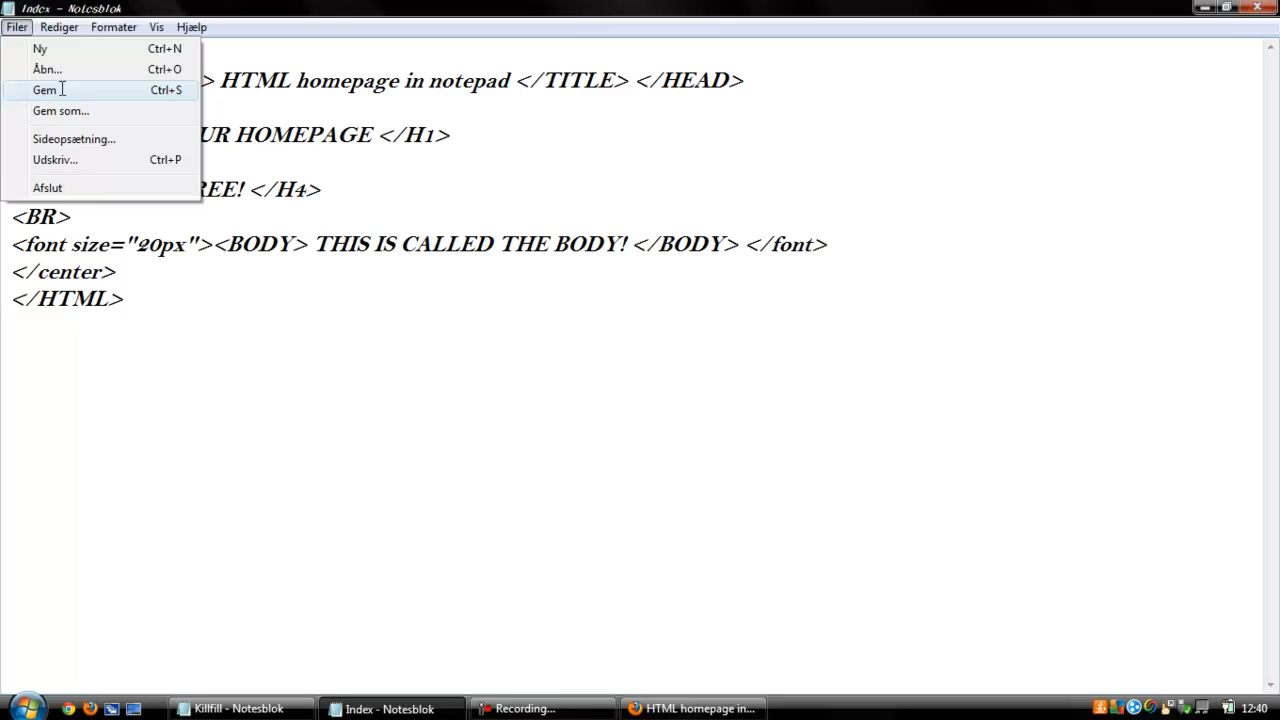 Index - Notesblok
Filer Rediger Formater Vis Hjælp
Ny Ctrl+N
Åbn... Ctrl+O
Gem Ctrl+S
Gem som...
Sideopsætning...
Udskriv... Ctrl+P
Afslut
> HTML homepage in notepad </TITLE> </HEAD>
UR HOMEPAGE </H1>
REE! </H4>
<BR>
<font size="20px"><BODY> THIS IS CALLED THE BODY! </BODY> </font>
</center>
</HTML>
Killfill - Notesblok Index - Notesblok Recording... HTML homepage in... 12:40